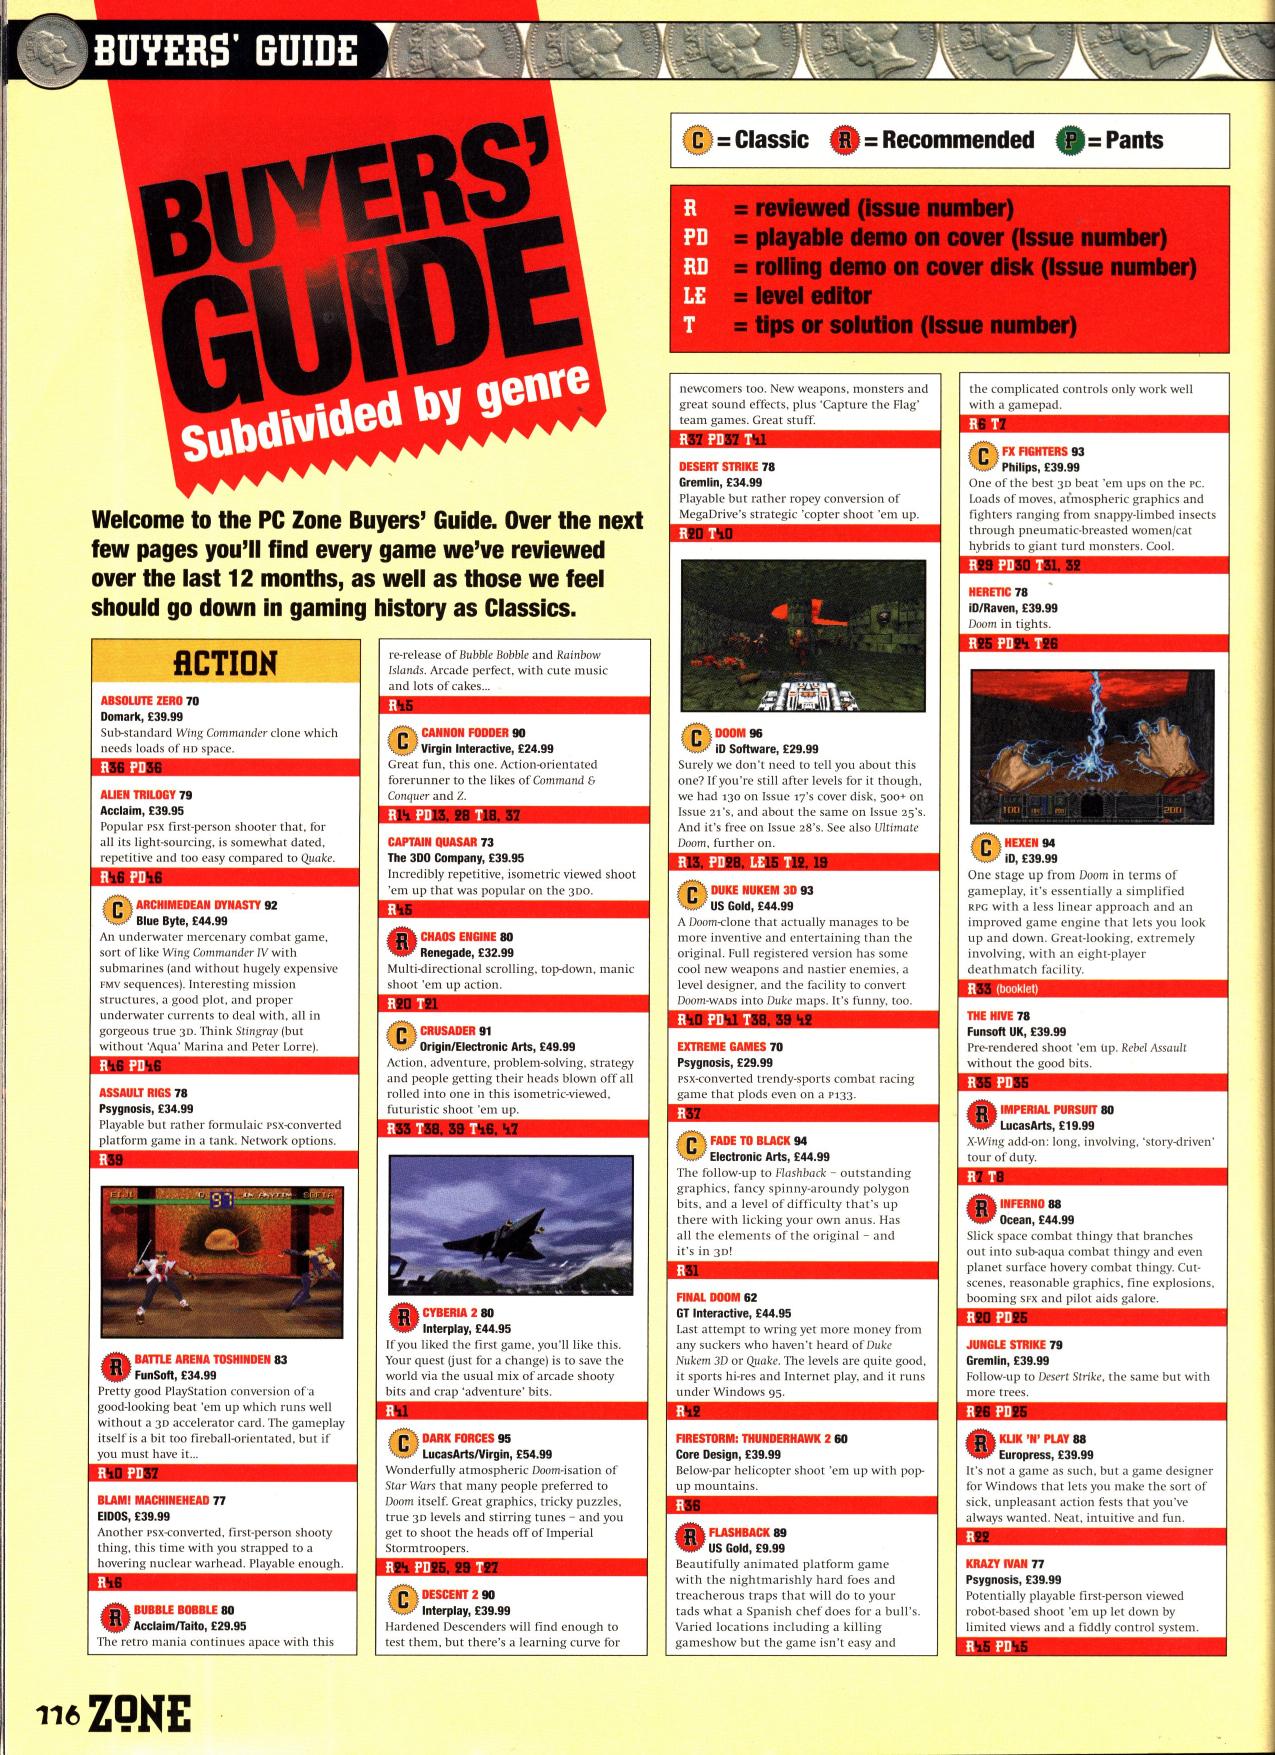 BUYERS' GUIDE
BUYERS'
GUIDE
Subdivided by genre
C = Classic R = Recommended P = Pants
R = reviewed (issue number)
PD = playable demo on cover (Issue number)
RD = rolling demo on cover disk (Issue number)
LE = level editor
T = tips or solution (Issue number)
Welcome to the PC Zone Buyers' Guide. Over the next
few pages you'll find every game we've reviewed
over the last 12 months, as well as those we feel
should go down in gaming history as Classics.
ACTION
ABSOLUTE ZERO 70
Domark, £39.99
Sub-standard Wing Commander clone which
needs loads of HD space.
R36 PD36
ALIEN TRILOGY 79
Acclaim, £39.95
Popular PSX first-person shooter that, for
all its light-sourcing, is somewhat dated,
repetitive and too easy compared to Quake.
R46 PD46
C ARCHIMEDEAN DYNASTY 92
Blue Byte, £44.99
An underwater mercenary combat game,
sort of like Wing Commander IV with
submarines (and without hugely expensive
FMV sequences). Interesting mission
structures, a good plot, and proper
underwater currents to deal with, all in
gorgeous true 3D. Think Stingray (but
without 'Aqua' Marina and Peter Lorre).
R46 PD46
ASSAULT RIGS 78
Psygnosis, £34.99
Playable but rather formulaic PSX-converted
platform game in a tank. Network options.
R39
EIJI 0 97 IN ANYTIM SOFIA
R BATTLE ARENA TOSHINDEN 83
FunSoft, £34.99
Pretty good PlayStation conversion of a
good-looking beat 'em up which runs well
without a 3D accelerator card. The gameplay
itself is a bit too fireball-orientated, but if
you must have it...
R40 PD37
BLAM! MACHINEHEAD 77
EIDOS, £39.99
Another PSX-converted, first-person shooty
thing, this time with you strapped to a
hovering nuclear warhead. Playable enough.
R46
R BUBBLE BOBBLE 80
Acclaim/Taito, £29.95
The retro mania continues apace with this
re-release of Bubble Bobble and Rainbow
Islands. Arcade perfect, with cute music
and lots of cakes...
R45
C CANNON FODDER 90
Virgin Interactive, £24.99
Great fun, this one. Action-orientated
forerunner to the likes of Command &
Conquer and Z.
R14 PD13, 28 T18, 37
CAPTAIN QUASAR 73
The 3DO Company, £39.95
Incredibly repetitive, isometric viewed shoot
'em up that was popular on the 3DO.
R45
R CHAOS ENGINE 80
Renegade, £32.99
Multi-directional scrolling, top-down, manic
shoot 'em up action.
R20 T21
C CRUSADER 91
Origin/Electronic Arts, £49.99
Action, adventure, problem-solving, strategy
and people getting their heads blown off all
rolled into one in this isometric-viewed,
futuristic shoot 'em up.
R33 T38, 39 T46, 47
R CYBERIA 2 80
Interplay, £44.95
If you liked the first game, you'll like this.
Your quest (just for a change) is to save the
world via the usual mix of arcade shooty
bits and crap 'adventure' bits.
R41
C DARK FORCES 95
LucasArts/Virgin, £54.99
Wonderfully atmospheric Doom-isation of
Star Wars that many people preferred to
Doom itself. Great graphics, tricky puzzles,
true 3D levels and stirring tunes – and you
get to shoot the heads off of Imperial
Stormtroopers.
R24 PD25, 29 T27
C DESCENT 2 90
Interplay, £39.99
Hardened Descenders will find enough to
test them, but there's a learning curve for
newcomers too. New weapons, monsters and
great sound effects, plus 'Capture the Flag'
team games. Great stuff.
R37 PD37 T41
DESERT STRIKE 78
Gremlin, £34.99
Playable but rather ropey conversion of
MegaDrive's strategic 'copter shoot 'em up.
R20 T40
C DOOM 96
iD Software, £29.99
Surely we don't need to tell you about this
one? If you're still after levels for it though,
we had 130 on Issue 17's cover disk, 500+ on
Issue 21's, and about the same on Issue 25's.
And it's free on Issue 28's. See also Ultimate
Doom, further on.
R13, PD28, LE15 T12, 19
C DUKE NUKEM 3D 93
US Gold, £44.99
A Doom-clone that actually manages to be
more inventive and entertaining than the
original. Full registered version has some
cool new weapons and nastier enemies, a
level designer, and the facility to convert
Doom-WADs into Duke maps. It's funny, too.
R40 PD41 T38, 39 42
EXTREME GAMES 70
Psygnosis, £29.99
PSX-converted trendy-sports combat racing
game that plods even on a P133.
R37
C FADE TO BLACK 94
Electronic Arts, £44.99
The follow-up to Flashback – outstanding
graphics, fancy spinny-aroundy polygon
bits, and a level of difficulty that's up
there with licking your own anus. Has
all the elements of the original – and
it's in 3D!
R31
FINAL DOOM 62
GT Interactive, £44.95
Last attempt to wring yet more money from
any suckers who haven't heard of Duke
Nukem 3D or Quake. The levels are quite good,
it sports hi-res and Internet play, and it runs
under Windows 95.
R42
FIRESTORM: THUNDERHAWK 2 60
Core Design, £39.99
Below-par helicopter shoot 'em up with pop-
up mountains.
R36
R FLASHBACK 89
US Gold, £9.99
Beautifully animated platform game
with the nightmarishly hard foes and
treacherous traps that will do to your
tads what a Spanish chef does for a bull's.
Varied locations including a killing
gameshow but the game isn't easy and
the complicated controls only work well
with a gamepad.
R6 T7
C FX FIGHTERS 93
Philips, £39.99
One of the best 3D beat 'em ups on the PC.
Loads of moves, atmospheric graphics and
fighters ranging from snappy-limbed insects
through pneumatic-breasted women/cat
hybrids to giant turd monsters. Cool.
R29 PD30 T31, 32
HERETIC 78
iD/Raven, £39.99
Doom in tights.
R25 PD24 T26
100 200
C HEXEN 94
iD, £39.99
One stage up from Doom in terms of
gameplay, it's essentially a simplified
RPG with a less linear approach and an
improved game engine that lets you look
up and down. Great-looking, extremely
involving, with an eight-player
deathmatch facility.
R33 (booklet)
THE HIVE 78
Funsoft UK, £39.99
Pre-rendered shoot 'em up. Rebel Assault
without the good bits.
R35 PD35
R IMPERIAL PURSUIT 80
LucasArts, £19.99
X-Wing add-on: long, involving, 'story-driven'
tour of duty.
R7 T8
R INFERNO 88
Ocean, £44.99
Slick space combat thingy that branches
out into sub-aqua combat thingy and even
planet surface hovery combat thingy. Cut-
scenes, reasonable graphics, fine explosions,
booming SFX and pilot aids galore.
R20 PD25
JUNGLE STRIKE 79
Gremlin, £39.99
Follow-up to Desert Strike, the same but with
more trees.
R26 PD25
R KLIK 'N' PLAY 88
Europress, £39.99
It's not a game as such, but a game designer
for Windows that lets you make the sort of
sick, unpleasant action fests that you've
always wanted. Neat, intuitive and fun.
R22
KRAZY IVAN 77
Psygnosis, £39.99
Potentially playable first-person viewed
robot-based shoot 'em up let down by
limited views and a fiddly control system.
R45 PD45
116 ZONE